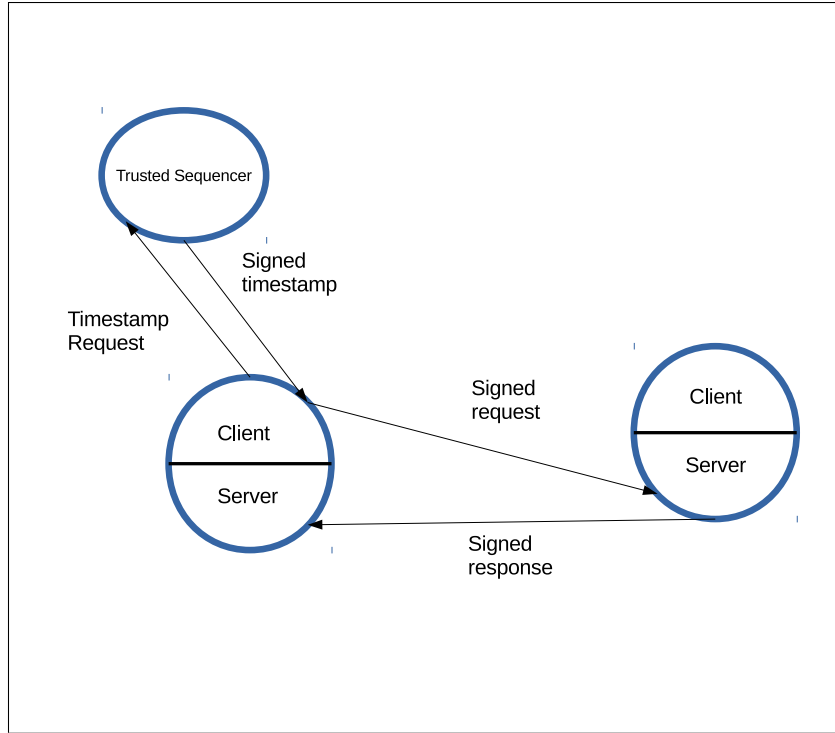 Trusted Sequencer
Signed
timestamp
Timestamp
Request
Client
Server
Signed
request
Client
Server
Signed
response